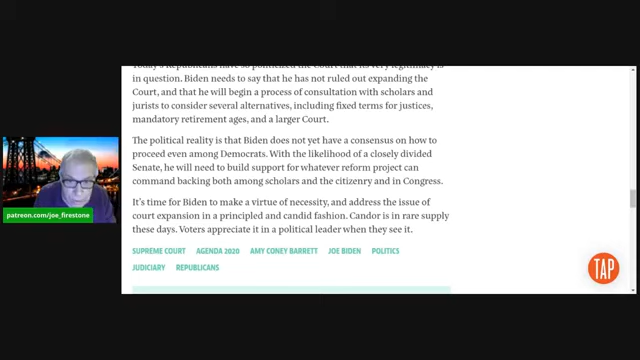 Today's Republicans have so politicized the Court that its very legitimacy is
in question. Biden needs to say that he has not ruled out expanding the
Court, and that he will begin a process of consultation with scholars and
jurists to consider several alternatives, including fixed terms for justices,
mandatory retirement ages, and a larger Court.
The political reality is that Biden does not yet have a consensus on how to
proceed even among Democrats. With the likelihood of a closely divided
Senate, he will need to build support for whatever reform project can
command backing both among scholars and the citizenry and in Congress.
It's time for Biden to make a virtue of necessity, and address the issue of
court expansion in a principled and candid fashion. Candor is in rare supply
these days. Voters appreciate it in a political leader when they see it.
SUPREME COURT AGENDA 2020 AMY CONEY BARRETT JOE BIDEN POLITICS
JUDICIARY REPUBLICANS
patreon.com/joe_firestone
TAP